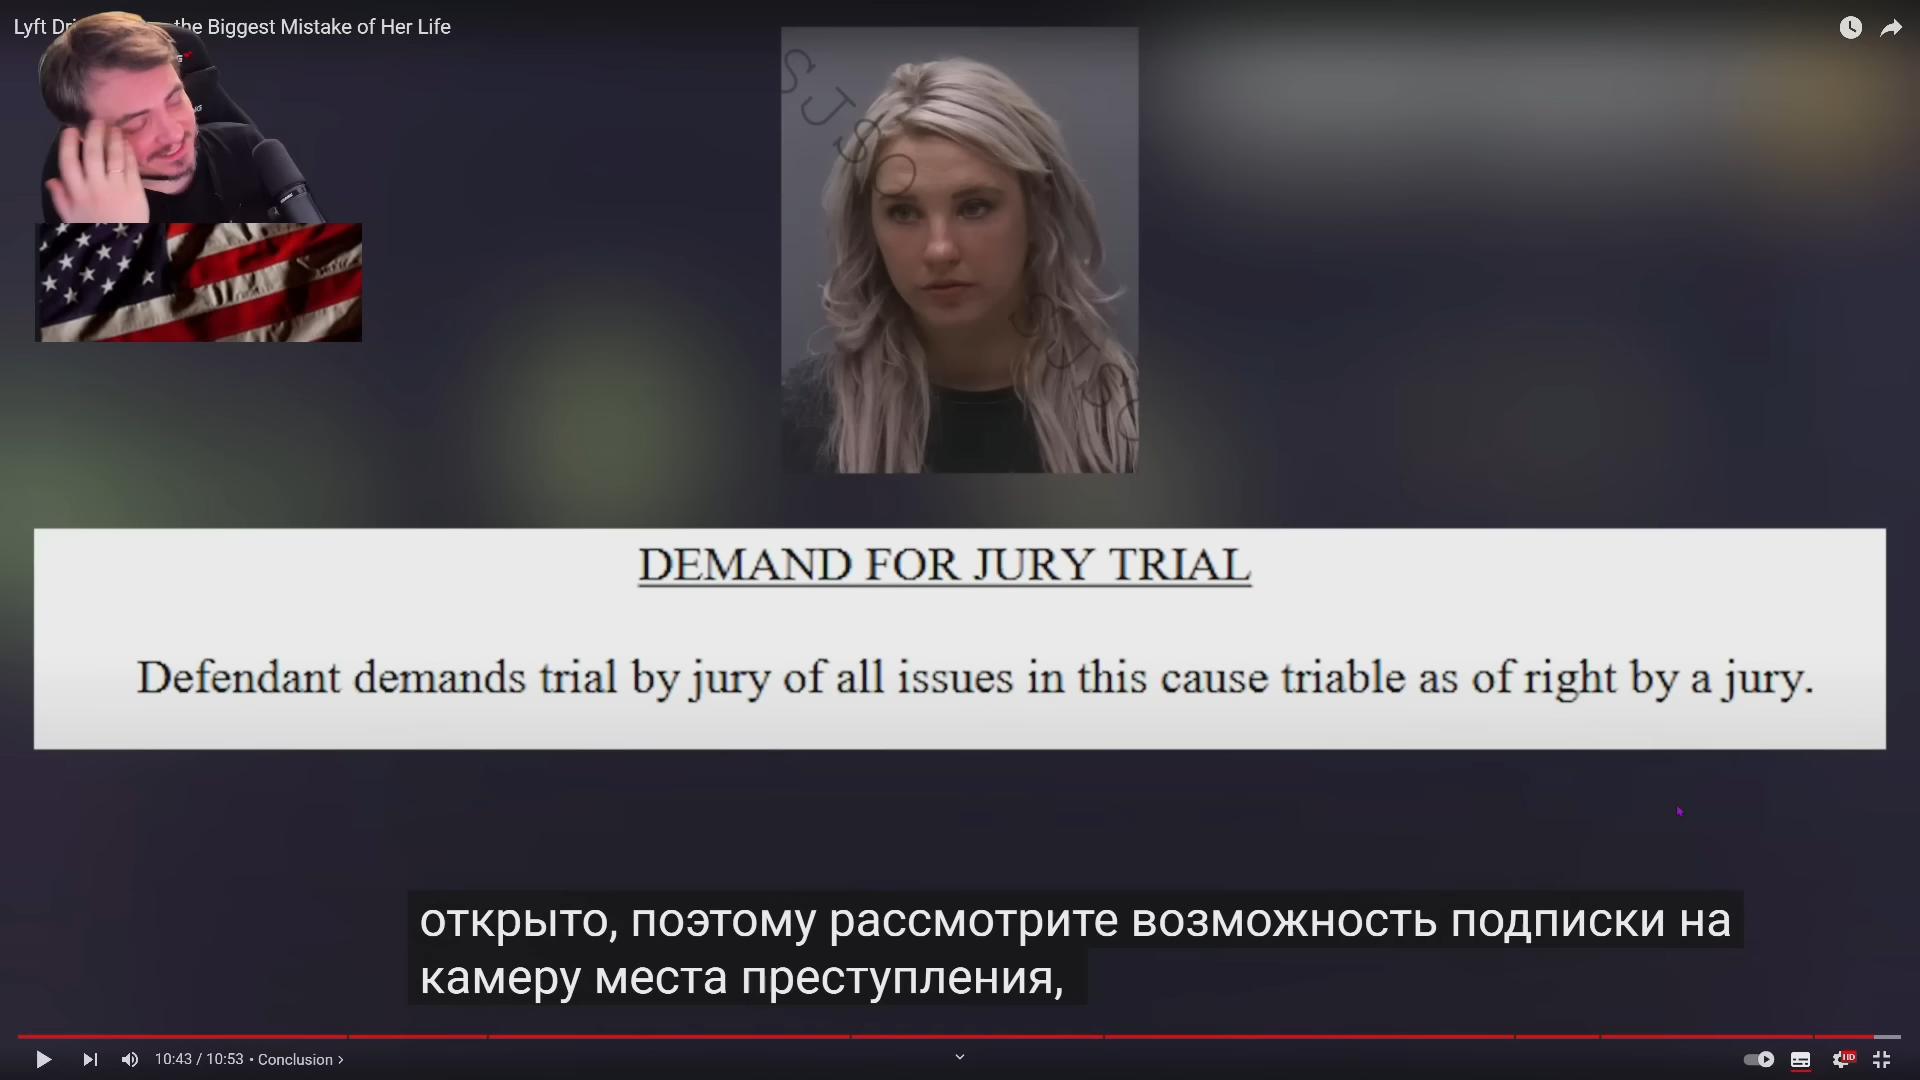 Lyft Dri the Biggest Mistake of Her Life
SJSO
DEMAND FOR JURY TRIAL
Defendant demands trial by jury of all issues in this cause triable as of right by a jury.
открыто, поэтому рассмотрите возможность подписки на
камеру места преступления,
10:43 / 10:53 • Conclusion ›
HD